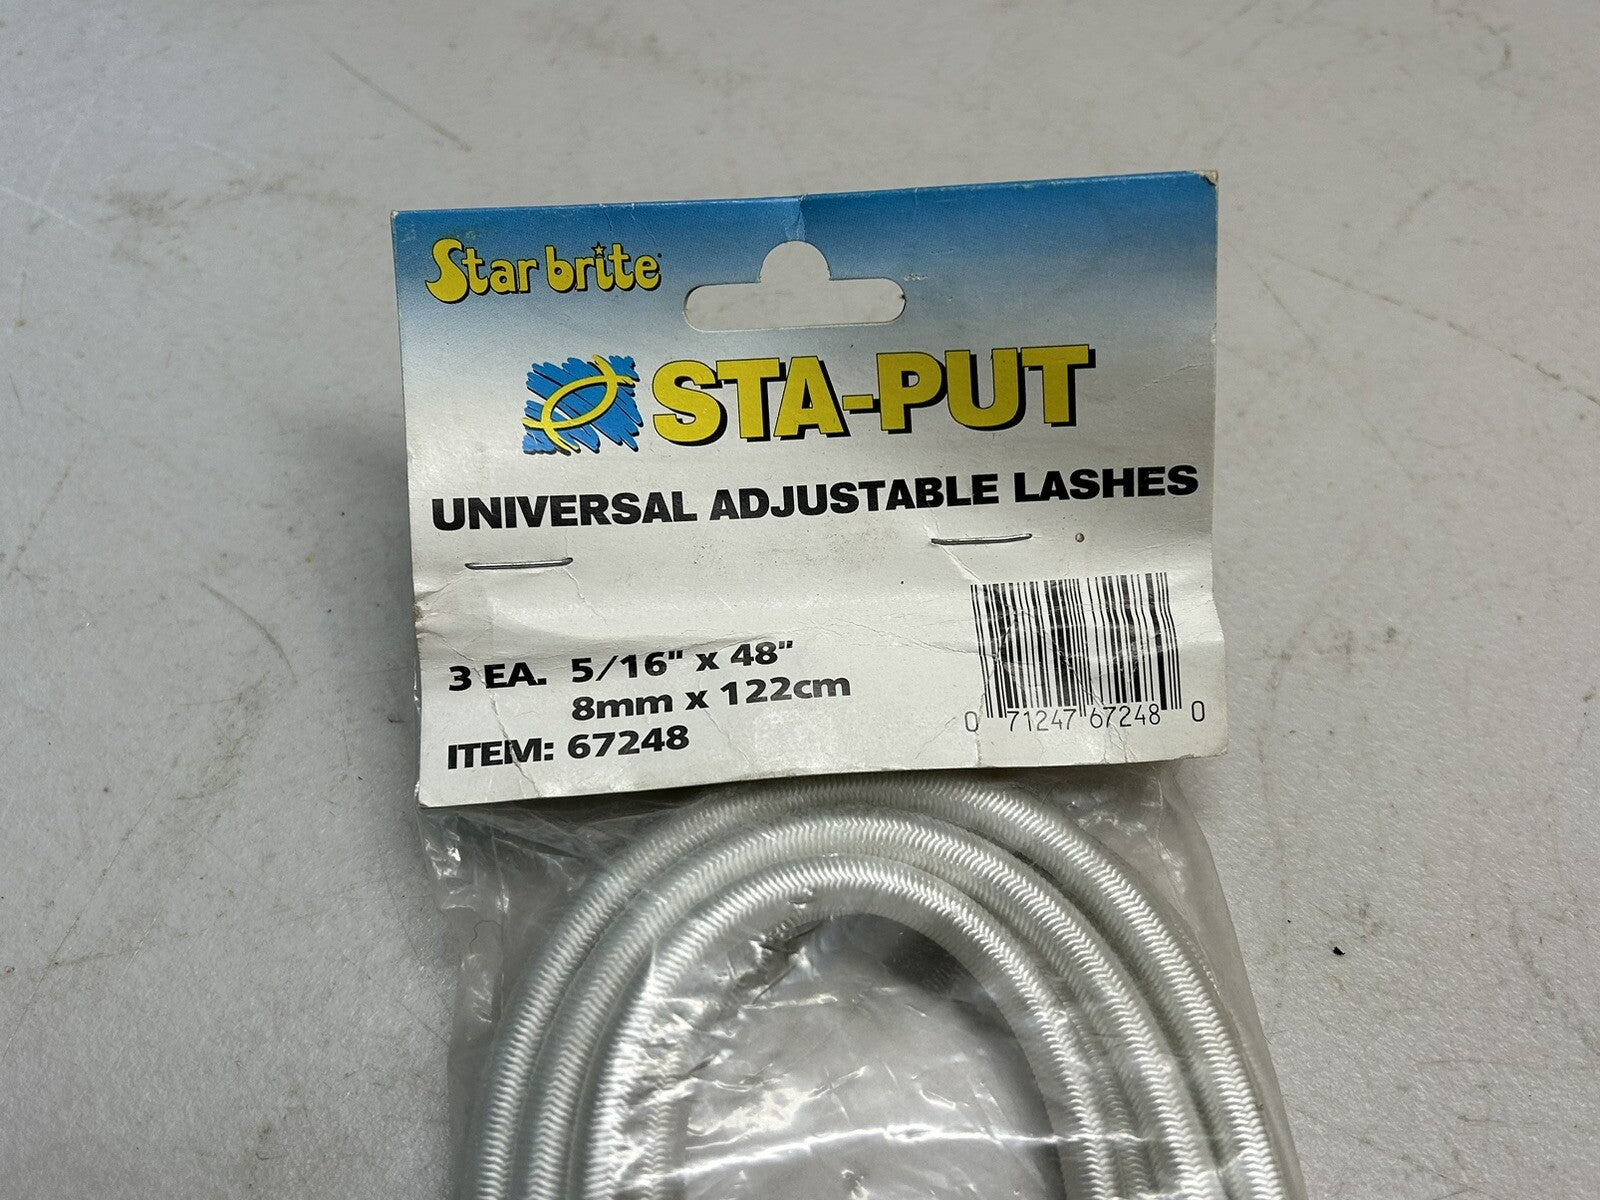 Star brite
STA-PUT
UNIVERSAL ADJUSTABLE LASHES
3 EA. 5/16" x 48"
8mm x 122cm
ITEM: 67248
0 71247 67248 0